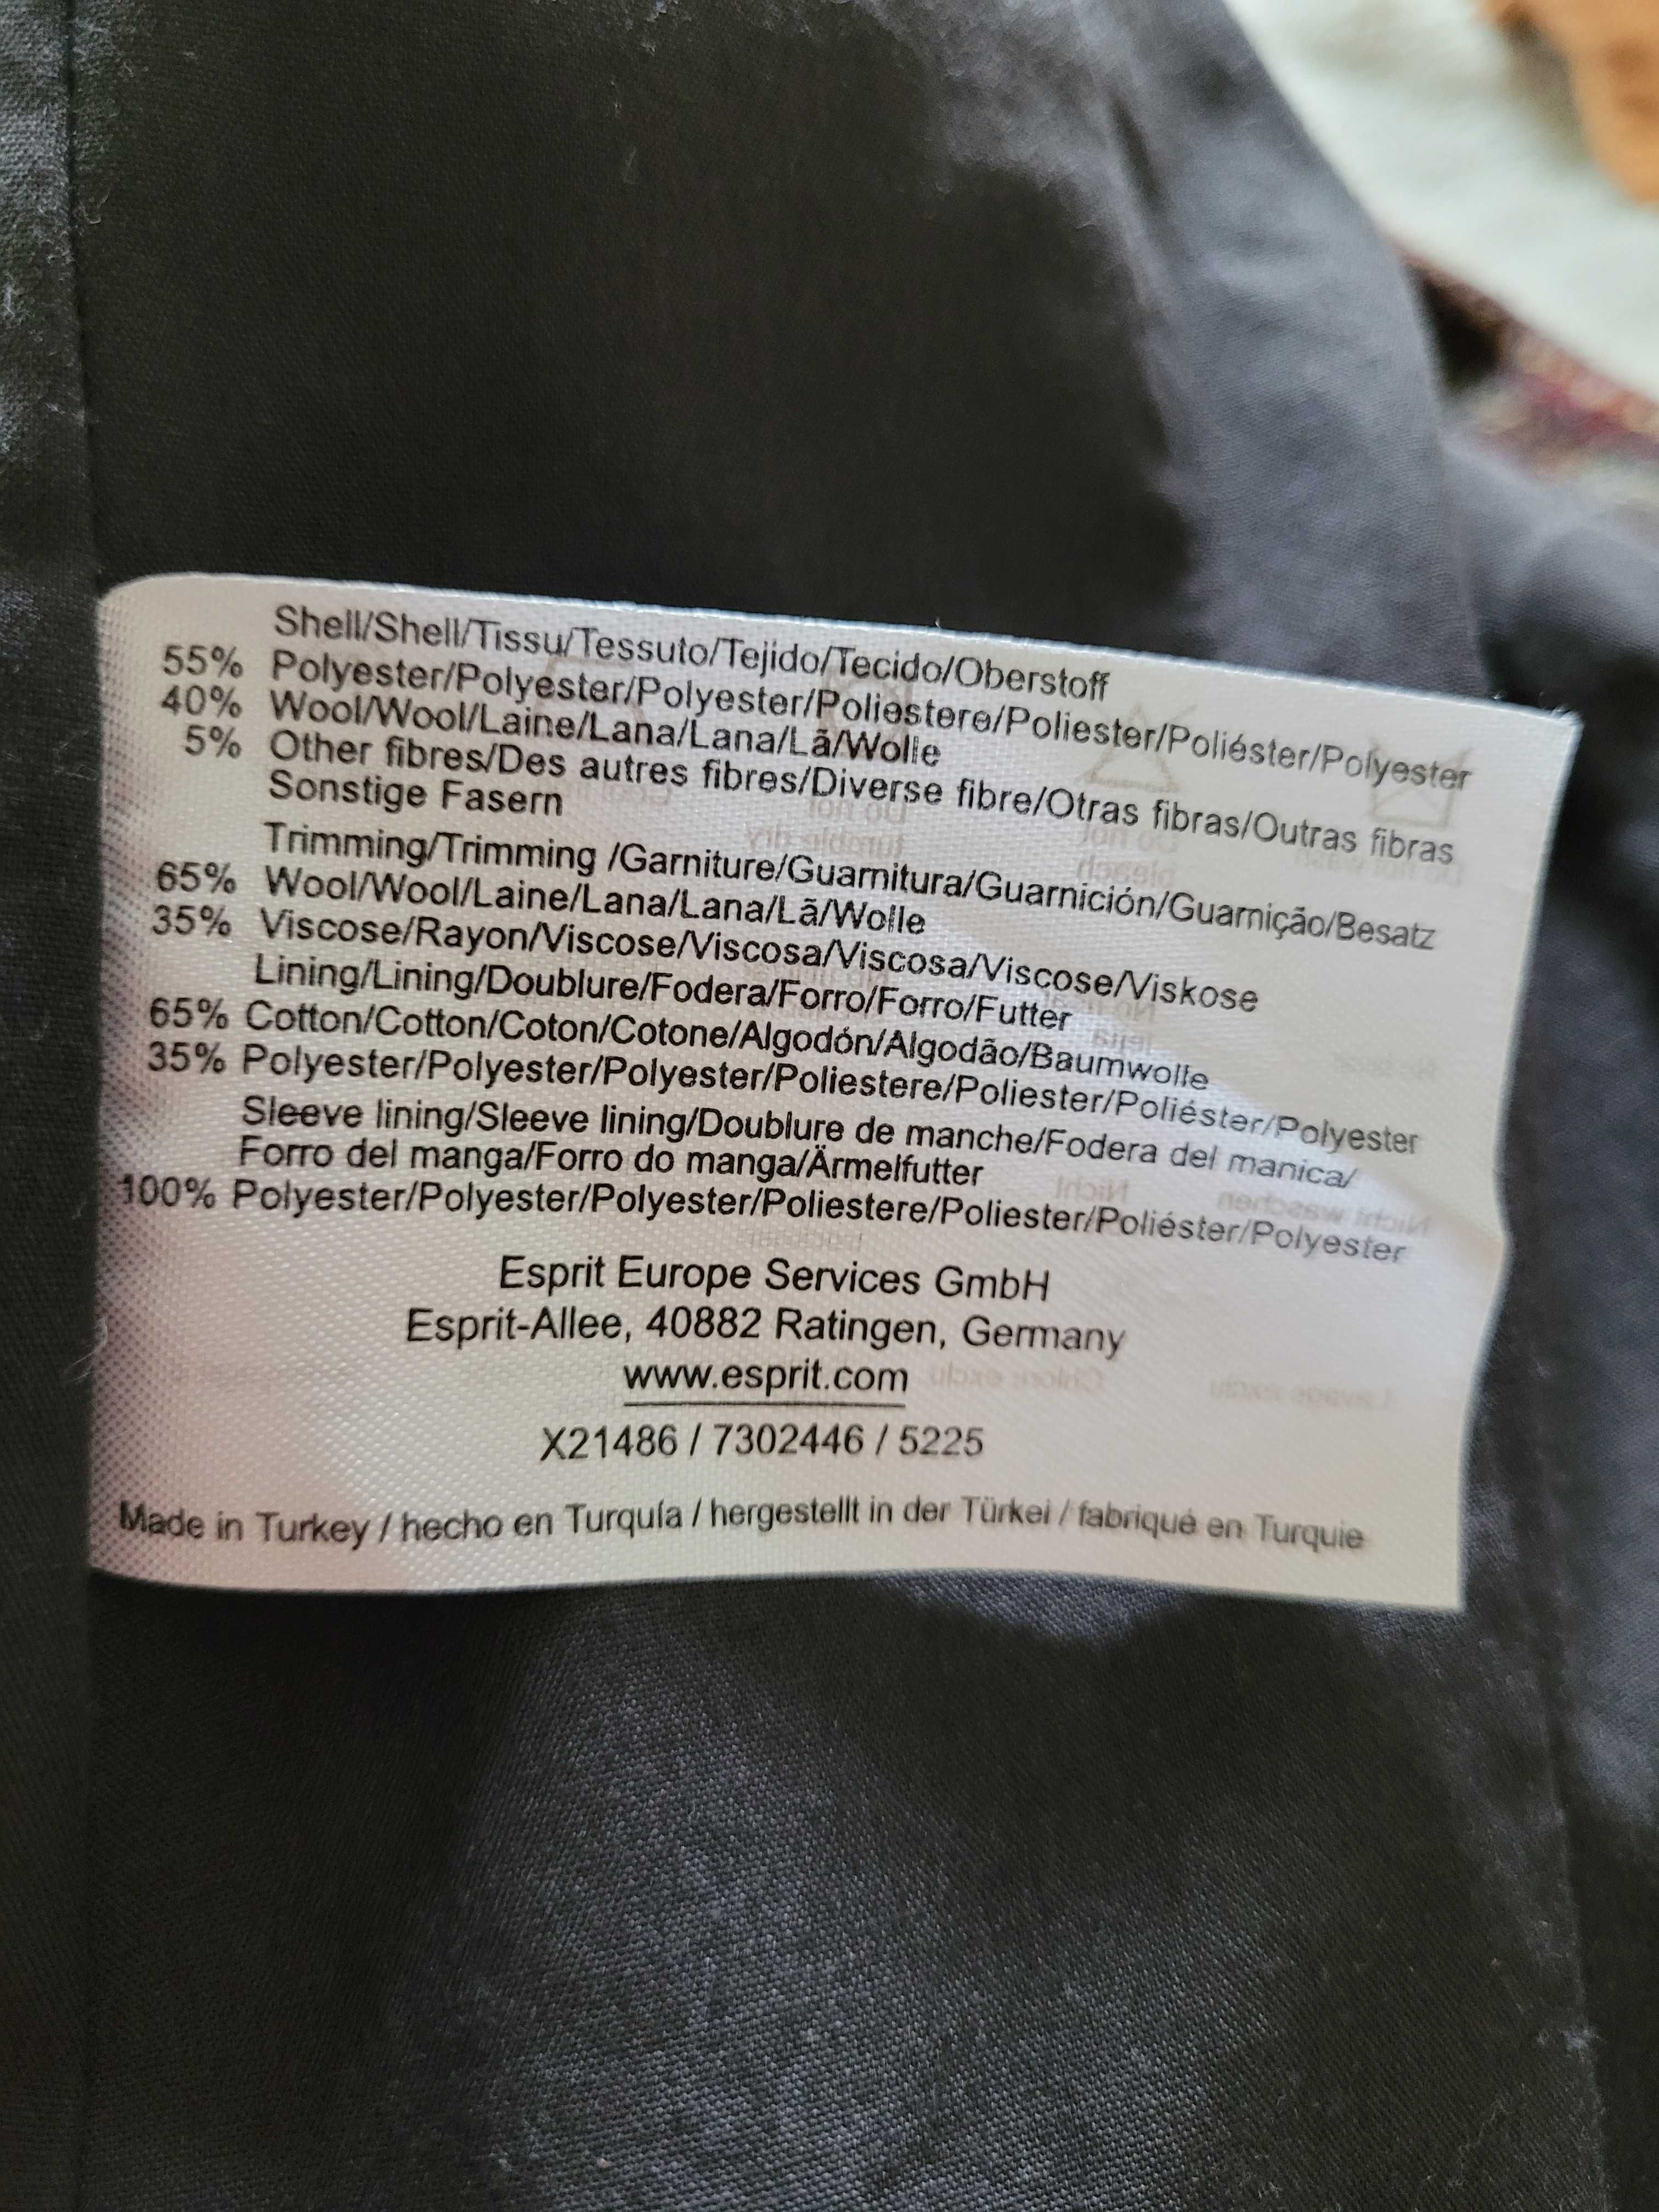 Shell/Shell/Tissu/Tessuto/Tejido/Tecido/Oberstoff
55% Polyester/Polyester/Polyester/Poliestere/Poliester/Poliéster/Polyester
40% Wool/Wool/Laine/Lana/Lana/Lã/Wolle
5% Other fibres/Des autres fibres/Diverse fibre/Otras fibras/Outras fibras
Sonstige Fasern
Trimming/Trimming /Garniture/Guarnitura/Guarnición/Guarnição/Besatz
65% Wool/Wool/Laine/Lana/Lana/Lã/Wolle
35% Viscose/Rayon/Viscose/Viscosa/Viscosa/Viscose/Viskose
Lining/Lining/Doublure/Fodera/Forro/Forro/Futter
65% Cotton/Cotton/Coton/Cotone/Algodón/Algodão/Baumwolle
35% Polyester/Polyester/Polyester/Poliestere/Poliester/Poliéster/Polyester
Sleeve lining/Sleeve lining/Doublure de manche/Fodera del manica/
Forro del manga/Forro do manga/Ärmelfutter
100% Polyester/Polyester/Polyester/Poliestere/Poliester/Poliéster/Polyester
Esprit Europe Services GmbH
Esprit-Allee, 40882 Ratingen, Germany
www.esprit.com
X21486 / 7302446 / 5225
Made in Turkey / hecho en Turquía / hergestellt in der Türkei / fabriqué en Turquie